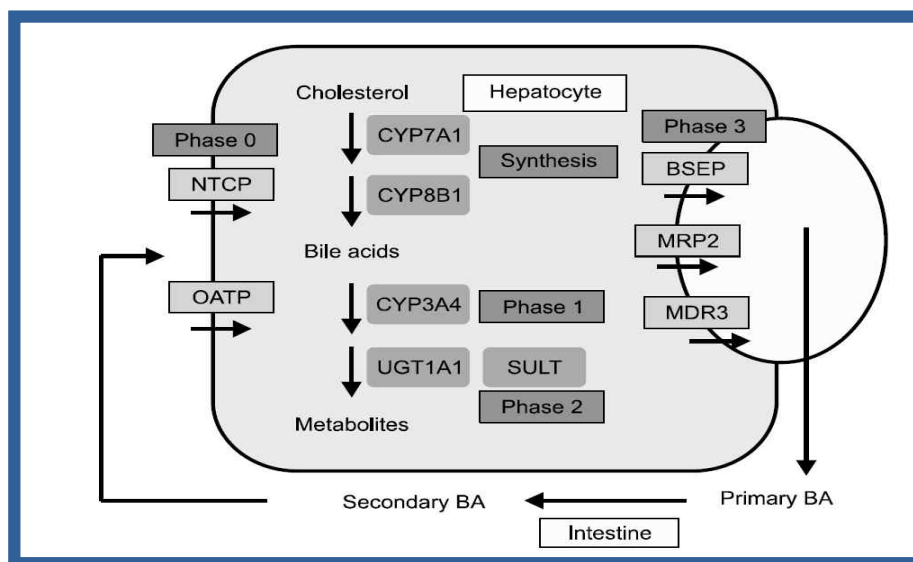 Cholesterol
Hepatocyte
Phase 0
CYP7A1
Phase 3
Synthesis
BSEP
NTCP
CYP8B1
MRP2
Bile acids
OATP
CYP3A4
Phase 1
MDR3
UGT1A1
SULT
Phase 2
Metabolites
Secondary BA
Primary BA
Intestine